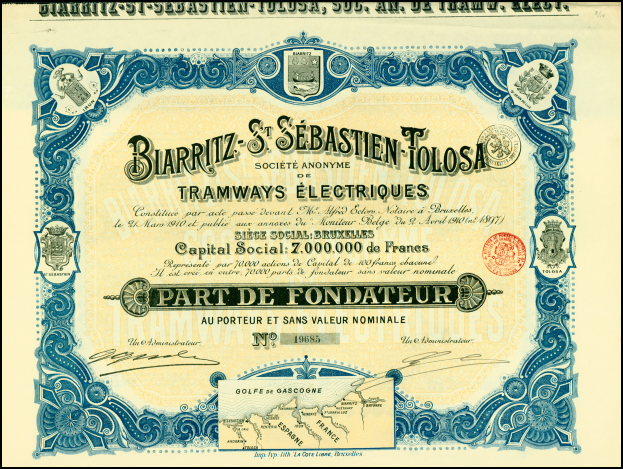 BIARRITZ-ST-SÉBASTIEN-TOLOSA, SOC. AN. DE TRAMW. ELECT.
BIARRITZ
BIARRITZ-ST SÉBASTIEN-TOLOSA
SOCIÉTÉ ANONYME
DE
TRAMWAYS ÉLECTRIQUES
Constituée par acte passé devant Me Alfred Ectors Notaire à Bruxelles,
le 21 Mars 1910 et publié aux annexes du Moniteur Belge du 9 Avril 1910
SIÈGE SOCIAL: BRUXELLES
Capital Social: 7.000.000 de Francs
Représenté par 70.000 actions de Capital de 100 francs chacune
Il est créé en outre, 70.000 parts de fondateur sans valeur nominale
ST SÉBASTIEN
TOLOSA
PART DE FONDATEUR
AU PORTEUR ET SANS VALEUR NOMINALE
No 19685
Un Administrateur.
Un Administrateur.
GOLFE DE GASCOGNE
BIARRITZ
BAYONNE
ESPAGNE
FRANCE
Imp. Lyp. Lith. LA COTE LIBRE, Bruxelles